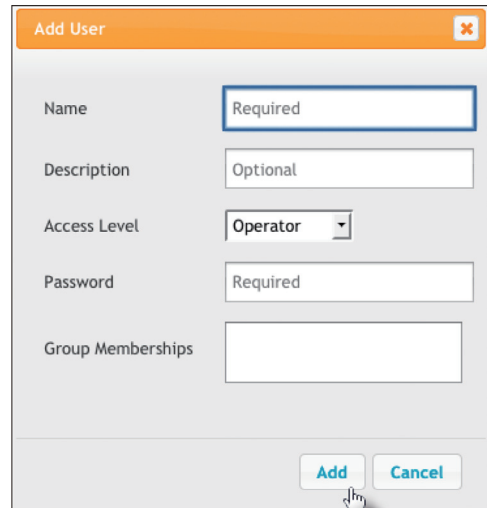 Add User
Name
Required
Description
Optional
Access Level
Operator
Password
Required
Group Memberships
Add
Cancel